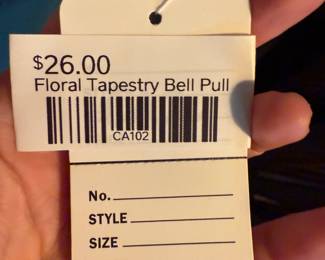 $26.00
Floral Tapestry Bell Pull
CA102
No.
STYLE
SIZE